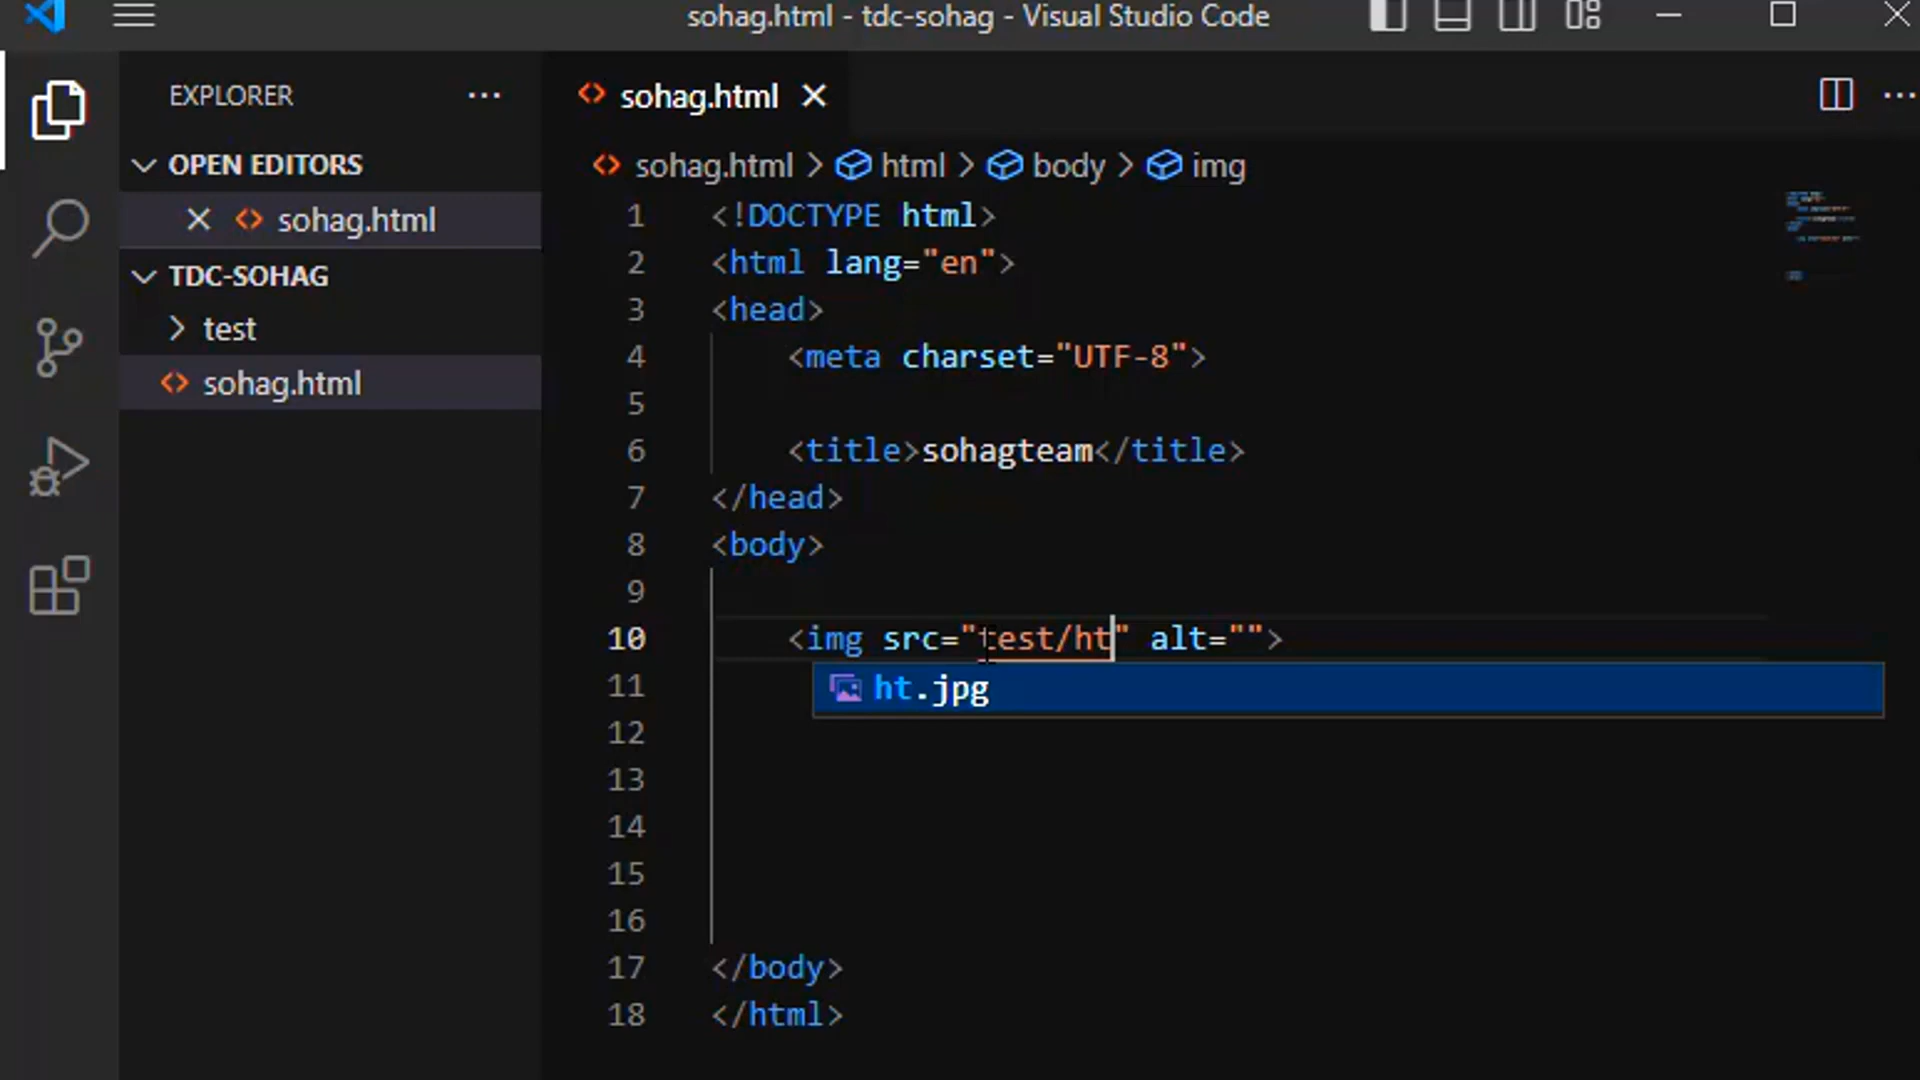 sohag.html - tdc-sohag - Visual Studio Code
EXPLORER
OPEN EDITORS
sohag.html
TDC-SOHAG
test
sohag.html
sohag.html
sohag.html > html > body > img
1 <!DOCTYPE html>
2 <html lang="en">
3 <head>
4 <meta charset="UTF-8">
5
6 <title>sohagteam</title>
7 </head>
8 <body>
9
10 <img src="test/ht" alt="">
ht.jpg
11
12
13
14
15
16
17 </body>
18 </html>